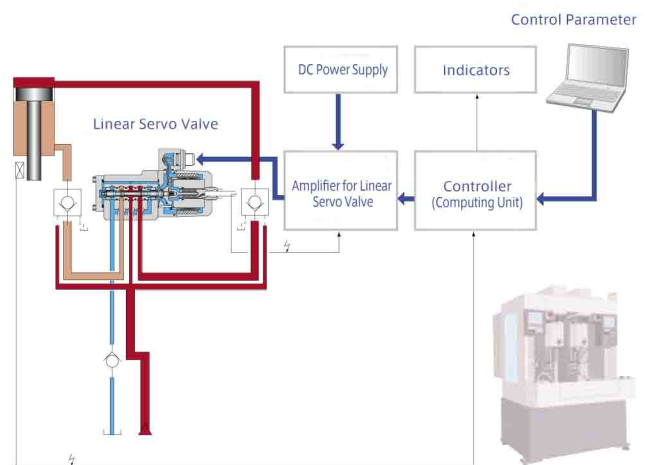 Control Parameter
DC Power Supply
Indicators
Linear Servo Valve
Amplifier for Linear
Servo Valve
Controller
(Computing Unit)